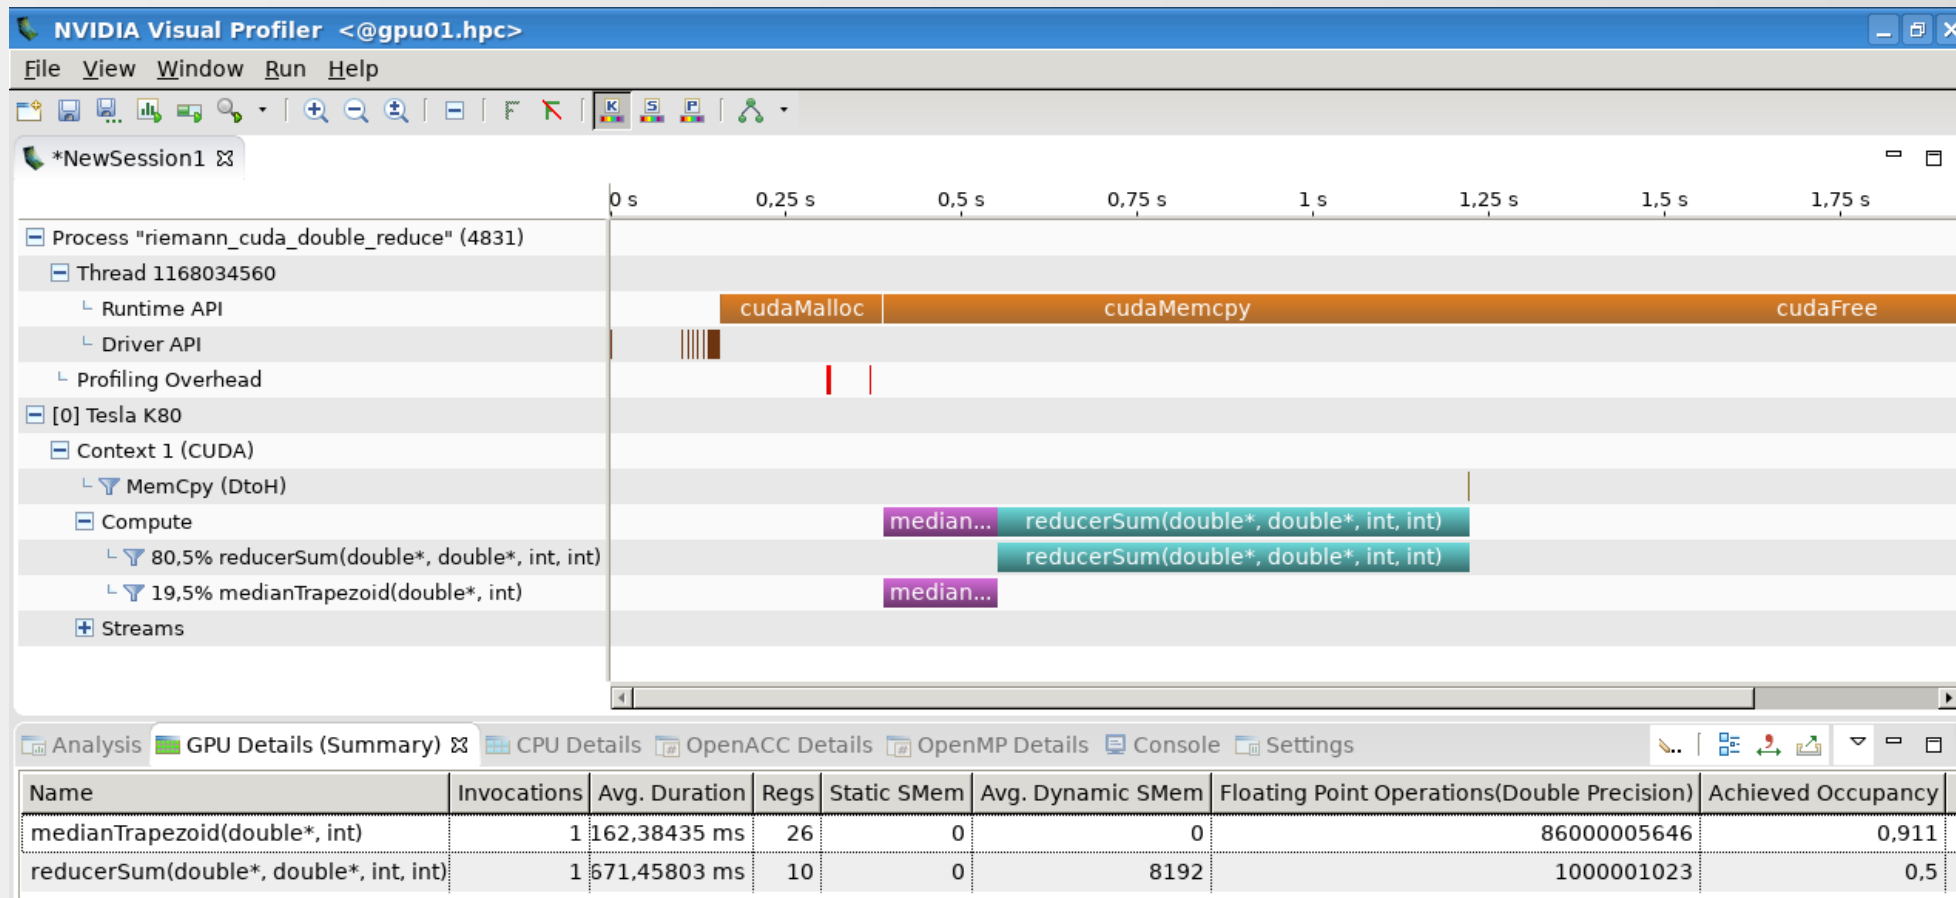 NVIDIA Visual Profiler <@gpu01.hpc>
File View Window Run Help
K S P
*NewSession1
0 s 0,25 s 0,5 s 0,75 s 1 s 1,25 s 1,5 s 1,75 s
Process "riemann_cuda_double_reduce" (4831)
Thread 1168034560
Runtime API cudaMalloc cudaMemcpy cudaFree
Driver API
Profiling Overhead
[0] Tesla K80
Context 1 (CUDA)
MemCpy (DtoH)
Compute median... reducerSum(double*, double*, int, int)
80,5% reducerSum(double*, double*, int, int) reducerSum(double*, double*, int, int)
19,5% medianTrapezoid(double*, int) median...
Streams
Analysis GPU Details (Summary) CPU Details OpenACC Details OpenMP Details Console Settings
Name Invocations Avg. Duration Regs Static SMem Avg. Dynamic SMem Floating Point Operations(Double Precision) Achieved Occupancy
medianTrapezoid(double*, int) 1 162,38435 ms 26 0 0 86000005646 0,911
reducerSum(double*, double*, int, int) 1 671,45803 ms 10 0 8192 1000001023 0,5